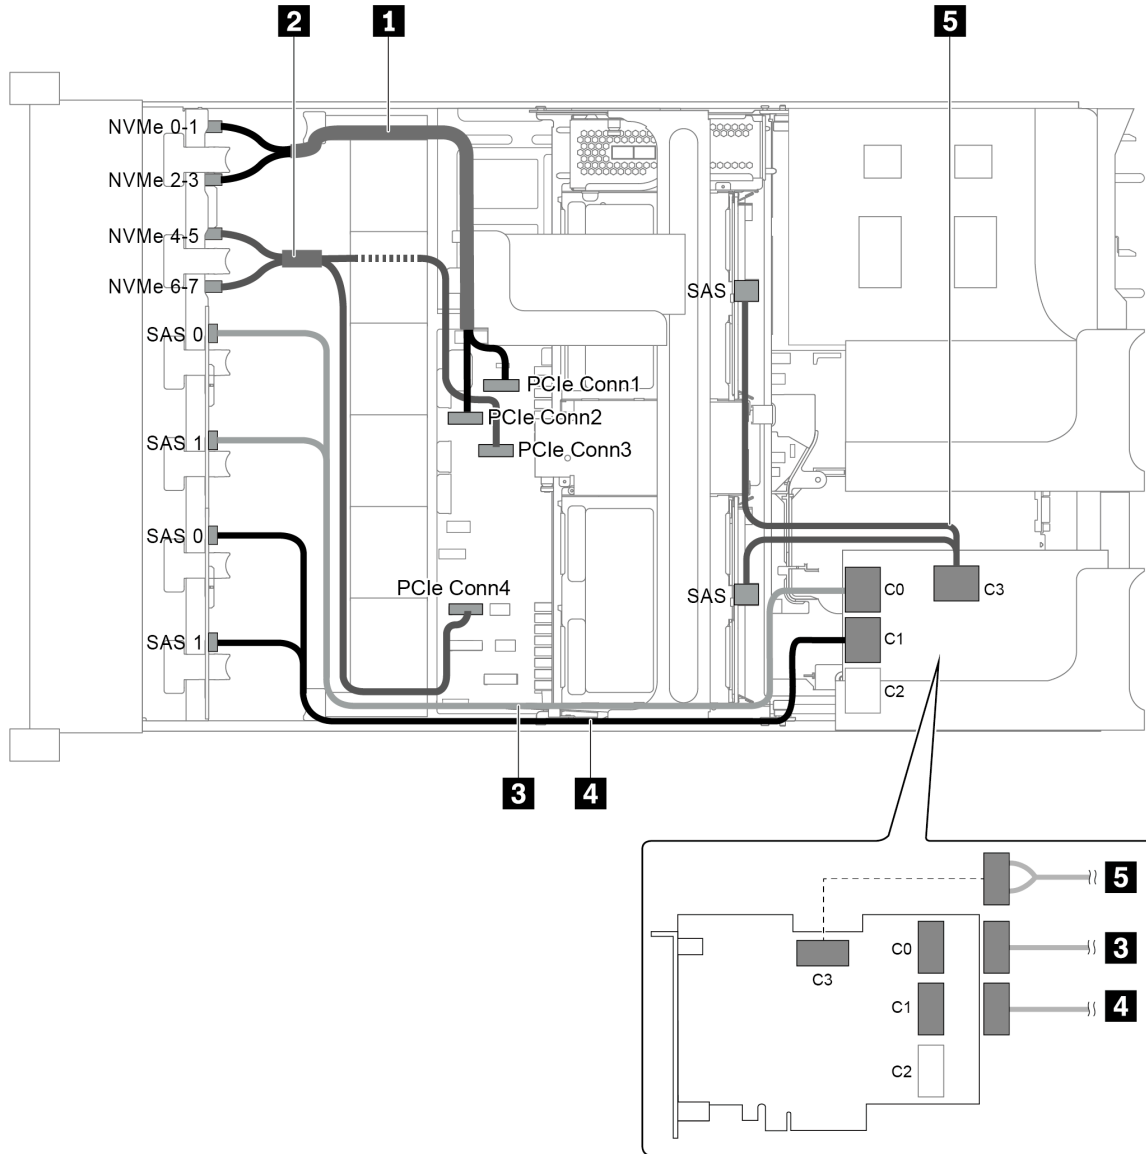 2
1
5
NVMe 0-1
NVMe 2-3
NVMe 4-5
NVMe 6-7
SAS 0
SAS 1
SAS 0
SAS 1
SAS
PCIe Conn1
PCIe Conn2
PCIe Conn3
PCIe Conn4
SAS
C0
C3
C1
C2
3
4
5
C0
3
C3
C1
4
C2